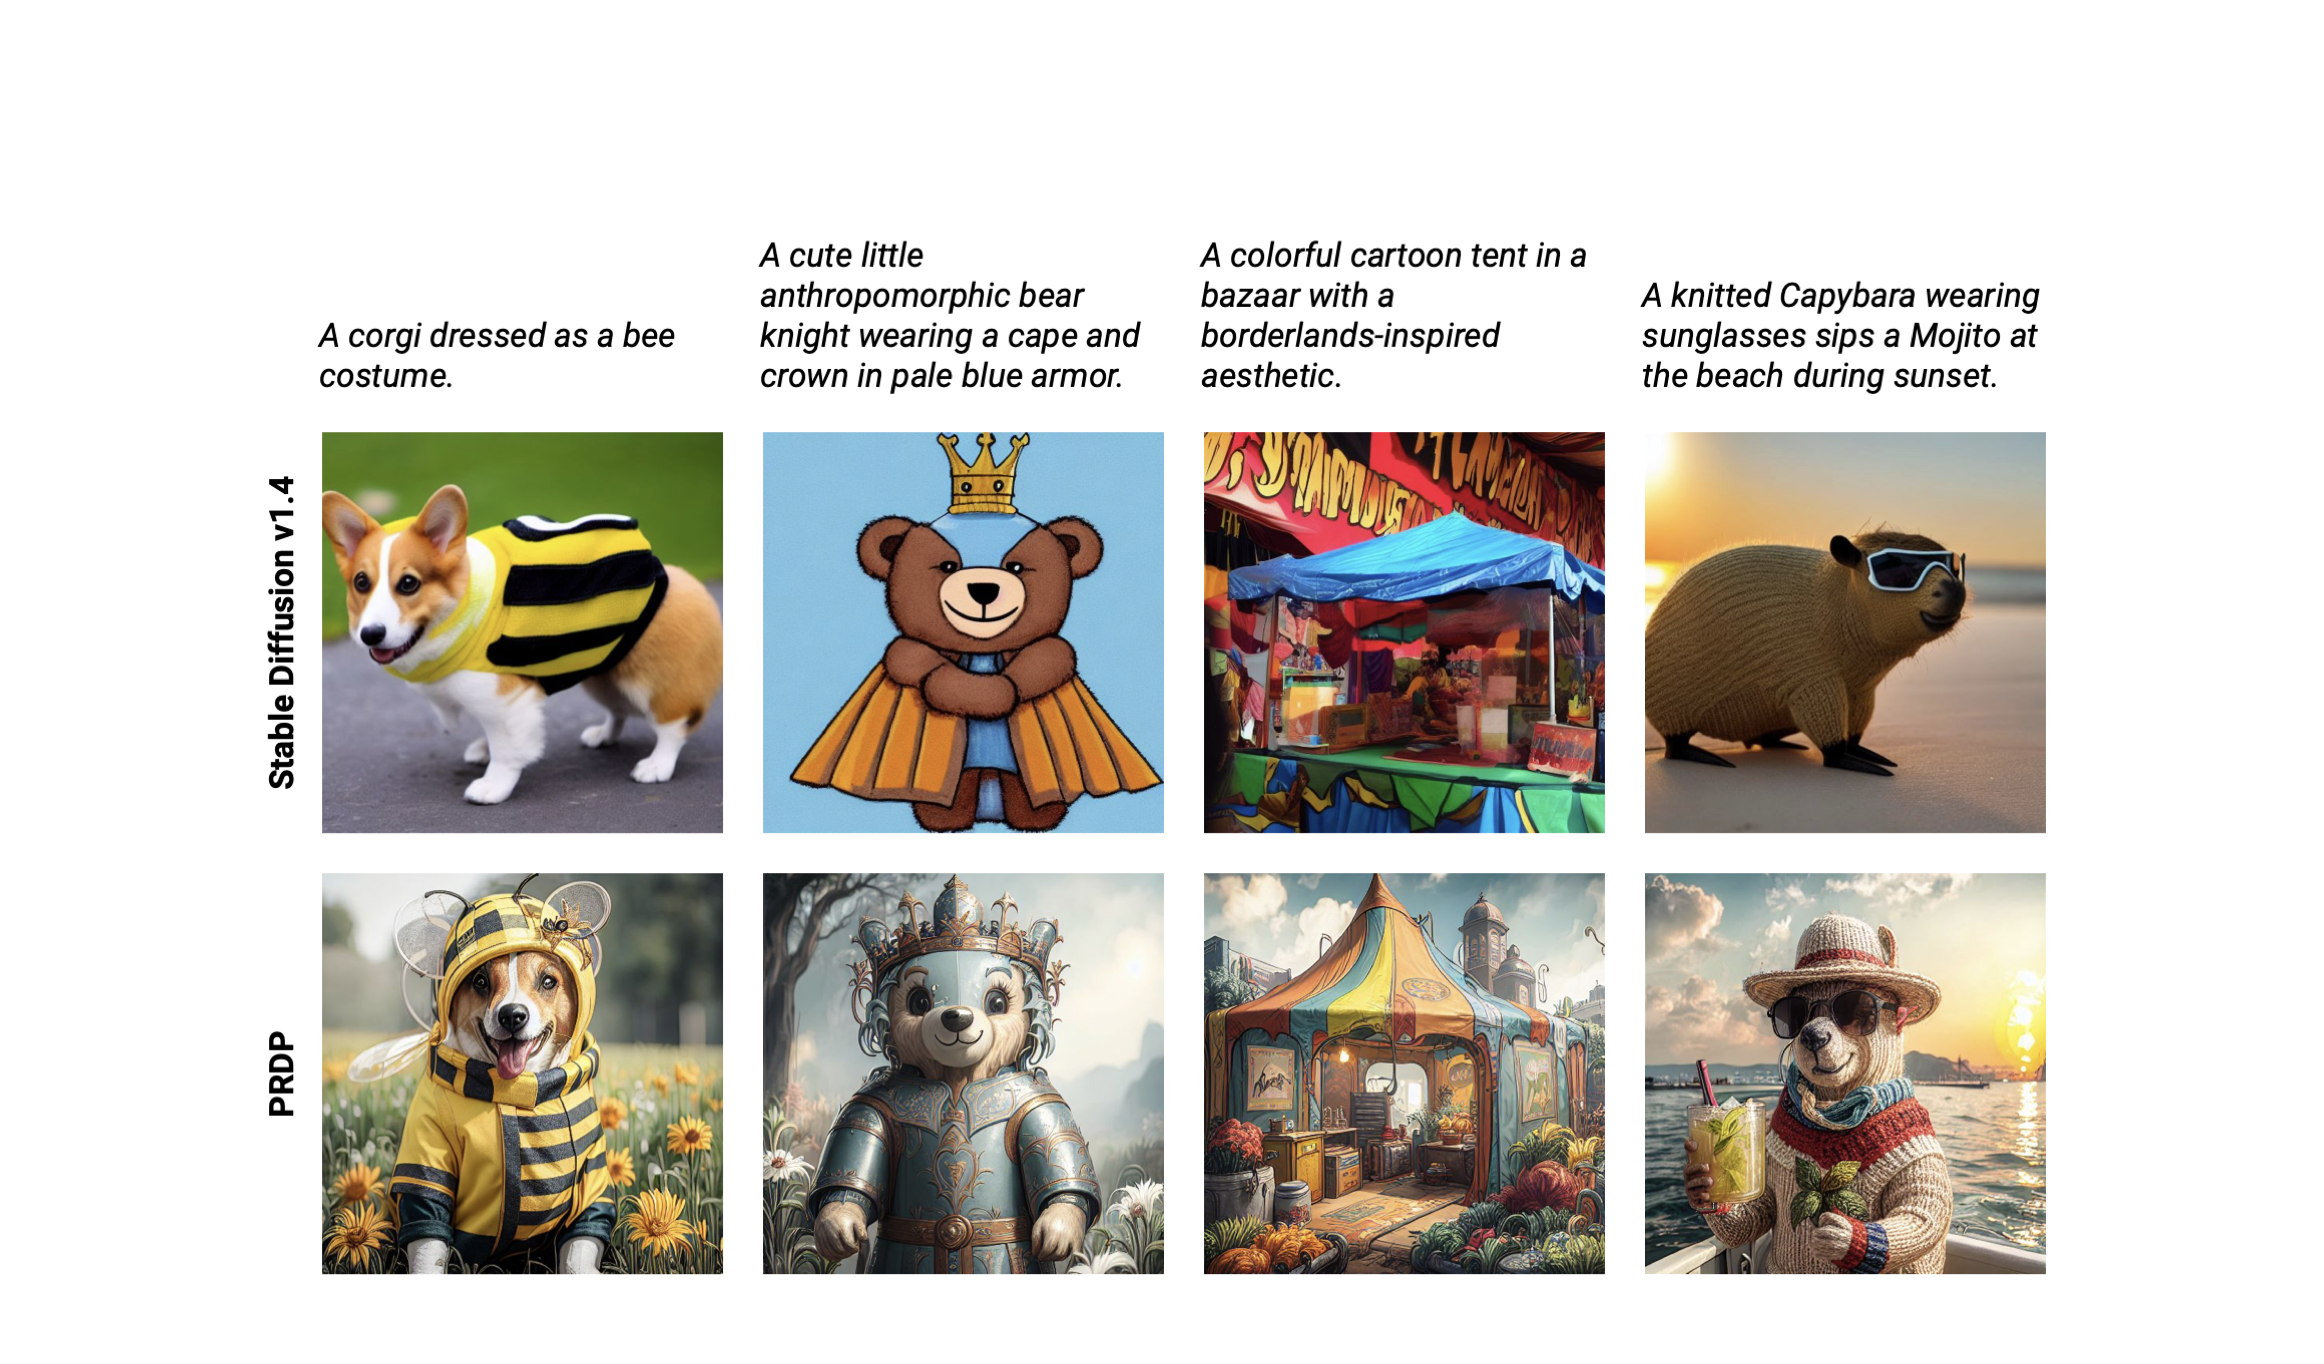 A corgi dressed as a bee
costume.
A cute little
anthropomorphic bear
knight wearing a cape and
crown in pale blue armor.
A colorful cartoon tent in a
bazaar with a
borderlands-inspired
aesthetic.
A knitted Capybara wearing
sunglasses sips a Mojito at
the beach during sunset.
Stable Diffusion v1.4
PRDP